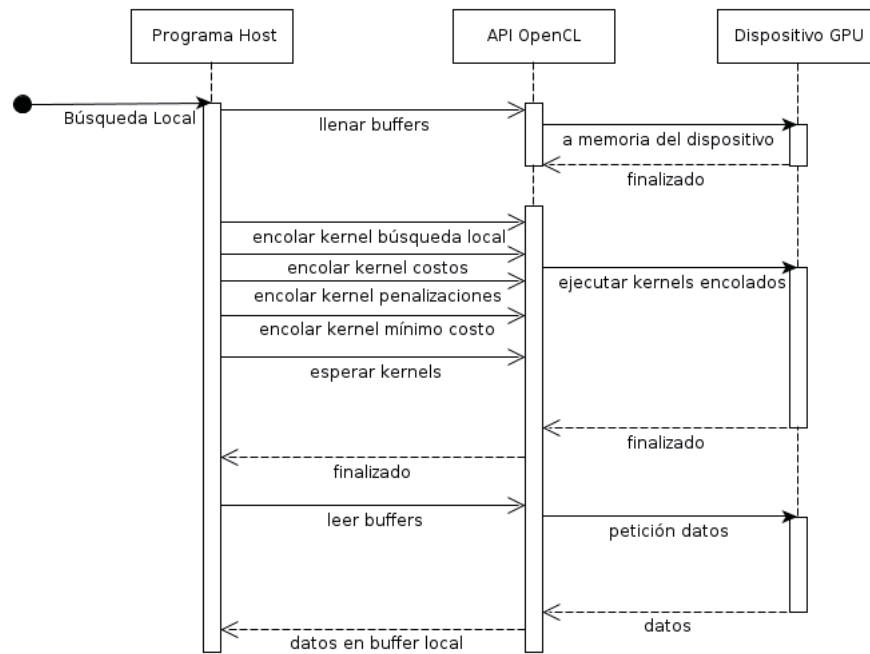 Programa Host
API OpenCL
Dispositivo GPU
Búsqueda Local
llenar buffers
a memoria del dispositivo
finalizado
encolar kernel búsqueda local
encolar kernel costos
ejecutar kernels encolados
encolar kernel penalizaciones
encolar kernel mínimo costo
esperar kernels
finalizado
finalizado
leer buffers
petición datos
datos
datos en buffer local